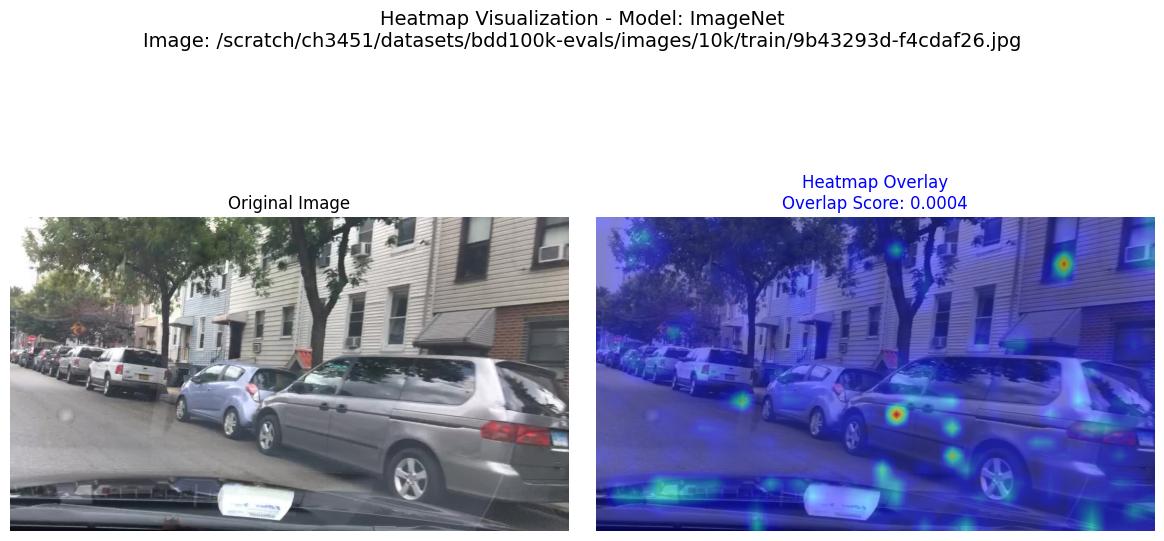 Heatmap Visualization - Model: ImageNet
Image: /scratch/ch3451/datasets/bdd100k-evals/images/10k/train/9b43293d-f4cdaf26.jpg
Original Image
Heatmap Overlay
Overlap Score: 0.0004